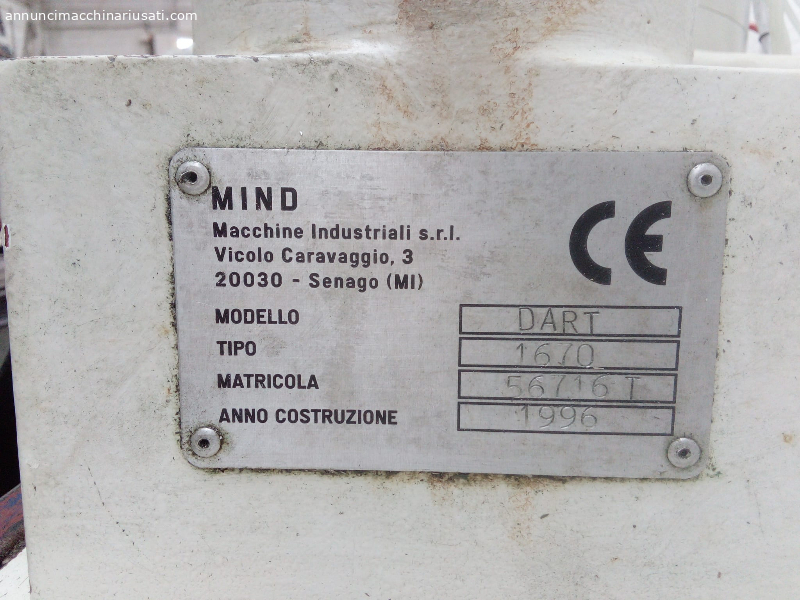 annuncimacchinariusati.com
MIND
Macchine Industriali s.r.l.
Vicolo Caravaggio, 3
20030 - Senago (MI)
CE
MODELLO DART
TIPO 1670
MATRICOLA 56716 T
ANNO COSTRUZIONE 1996